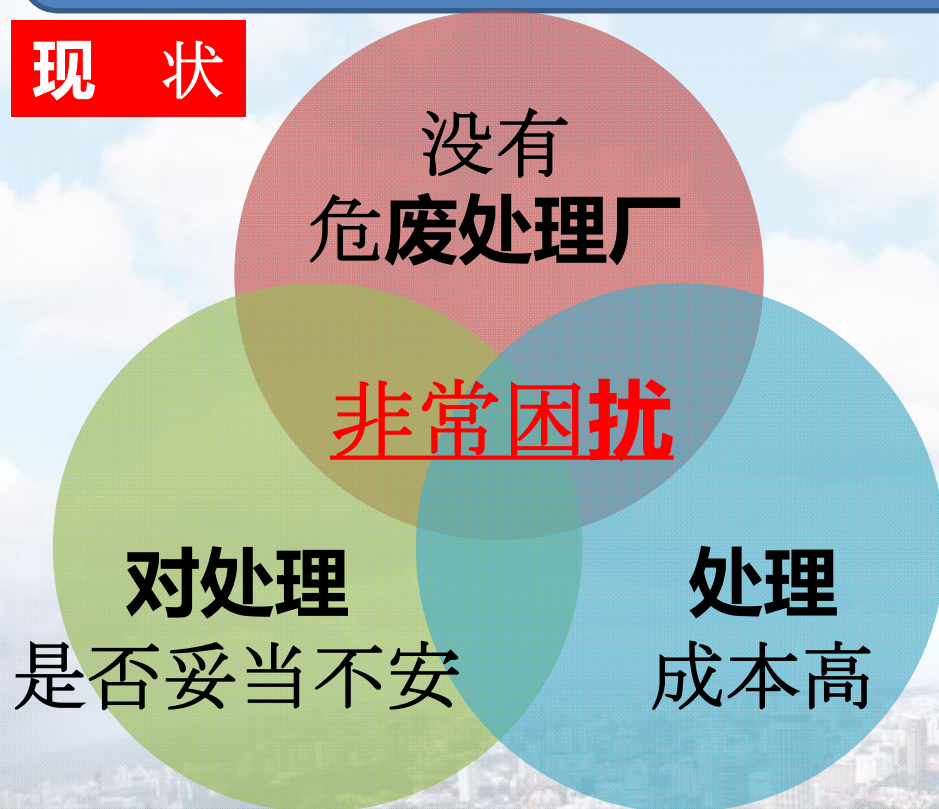 现 状
没有
危废处理厂
非常困扰
对处理
是否妥当不安
处理
成本高